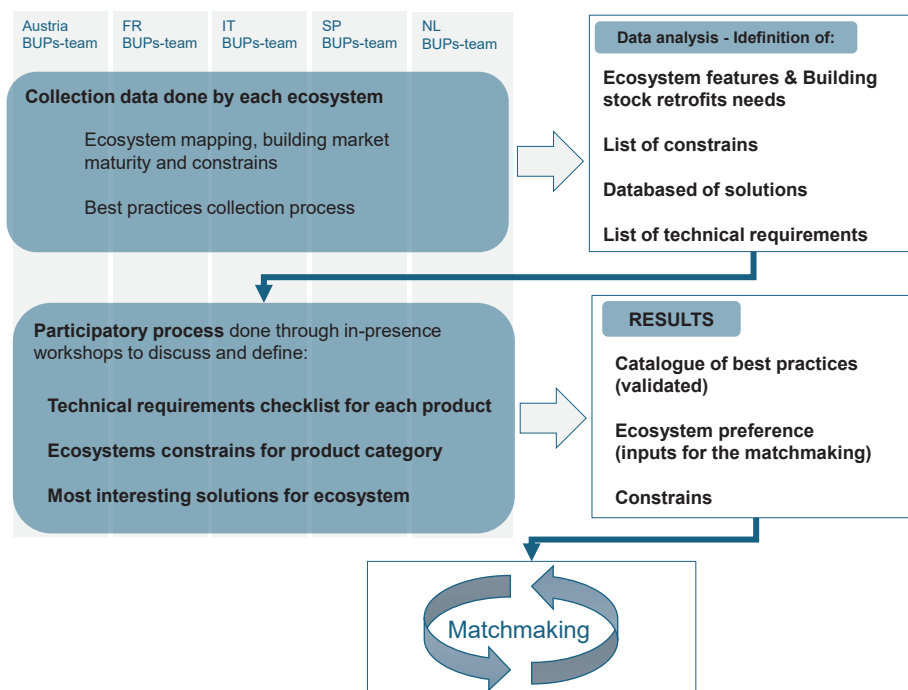 Austria
BUPs-team
FR
BUPs-team
IT
BUPs-team
SP
BUPs-team
NL
BUPs-team
Collection data done by each ecosystem
Ecosystem mapping, building market
maturity and constrains
Best practices collection process
Data analysis - Idefinition of:
Ecosystem features & Building
stock retrofits needs
List of constrains
Databased of solutions
List of technical requirements
Participatory process done through in-presence
workshops to discuss and define:
Technical requirements checklist for each product
Ecosystems constrains for product category
Most interesting solutions for ecosystem
RESULTS
Catalogue of best practices
(validated)
Ecosystem preference
(inputs for the matchmaking)
Constrains
Matchmaking